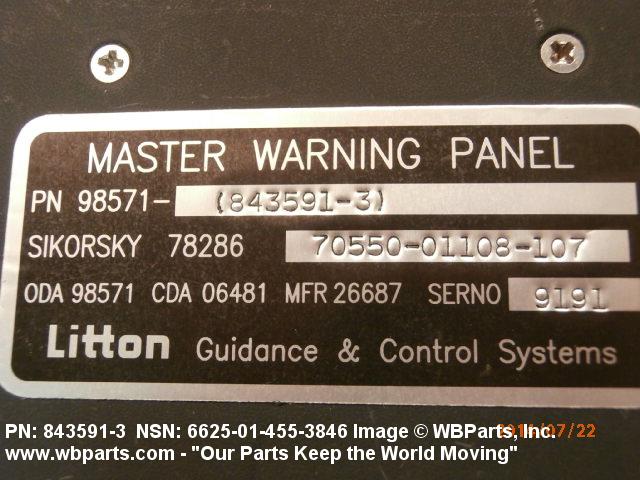 MASTER WARNING PANEL
PN 98571- (843591-3)
SIKORSKY 78286 70550-01108-107
ODA 98571 CDA 06481 MFR 26687 SERNO 9191
Litton Guidance & Control Systems
PN: 843591-3 NSN: 6625-01-455-3846 Image © WBParts, Inc.
www.wbparts.com - "Our Parts Keep the World Moving"